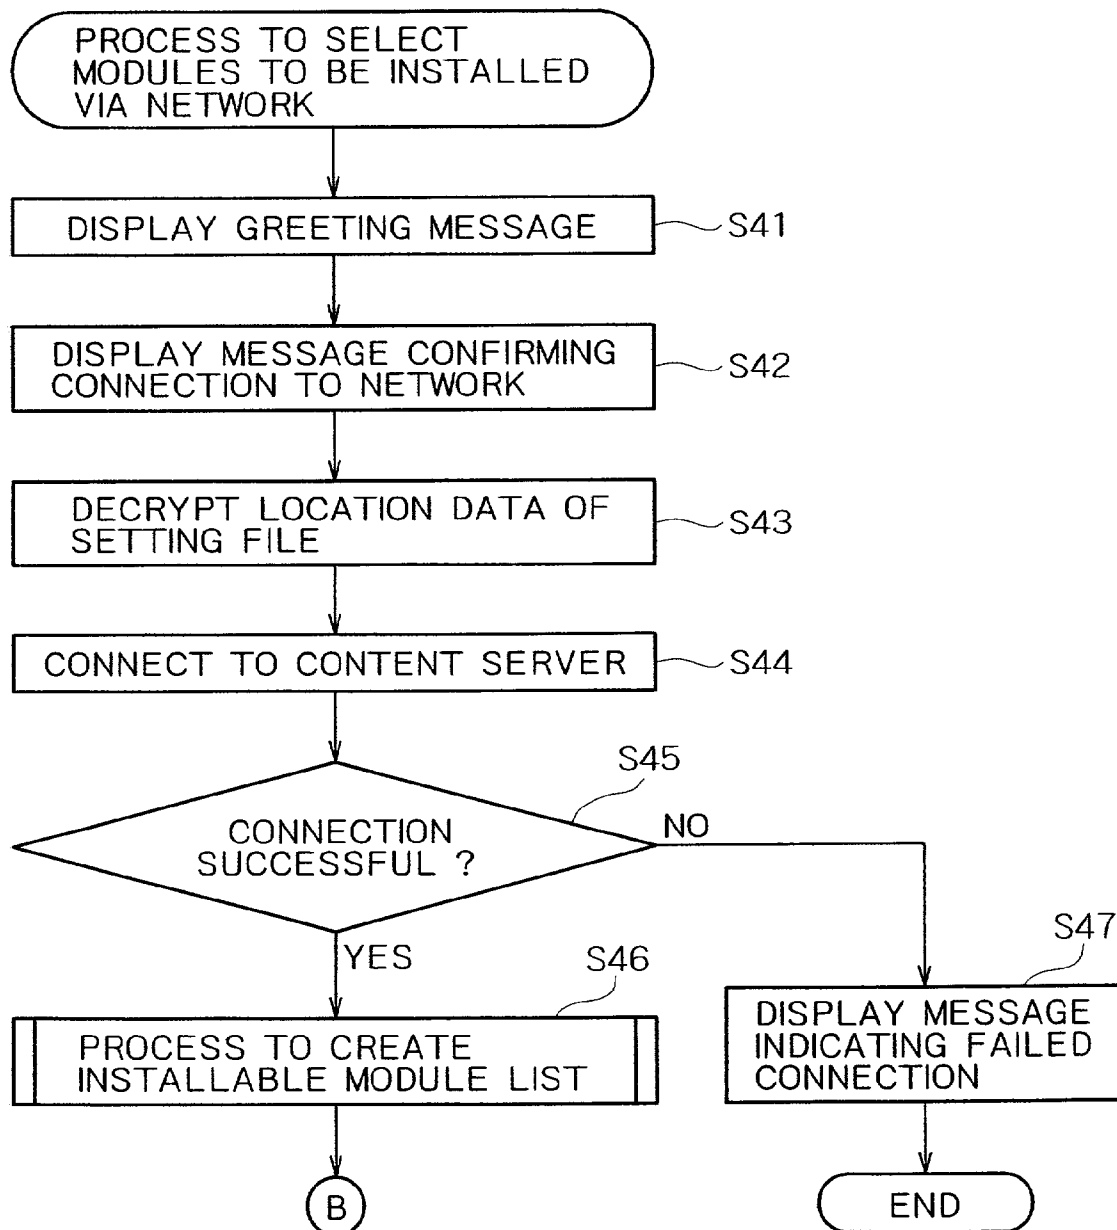 PROCESS TO SELECT
MODULES TO BE INSTALLED
VIA NETWORK
DISPLAY GREETING MESSAGE
S41
DISPLAY MESSAGE CONFIRMING
CONNECTION TO NETWORK
S42
DECRYPT LOCATION DATA OF
SETTING FILE
S43
CONNECT TO CONTENT SERVER
S44
S45
CONNECTION
SUCCESSFUL ?
NO
YES
S46
PROCESS TO CREATE
INSTALLABLE MODULE LIST
S47
DISPLAY MESSAGE
INDICATING FAILED
CONNECTION
B
END